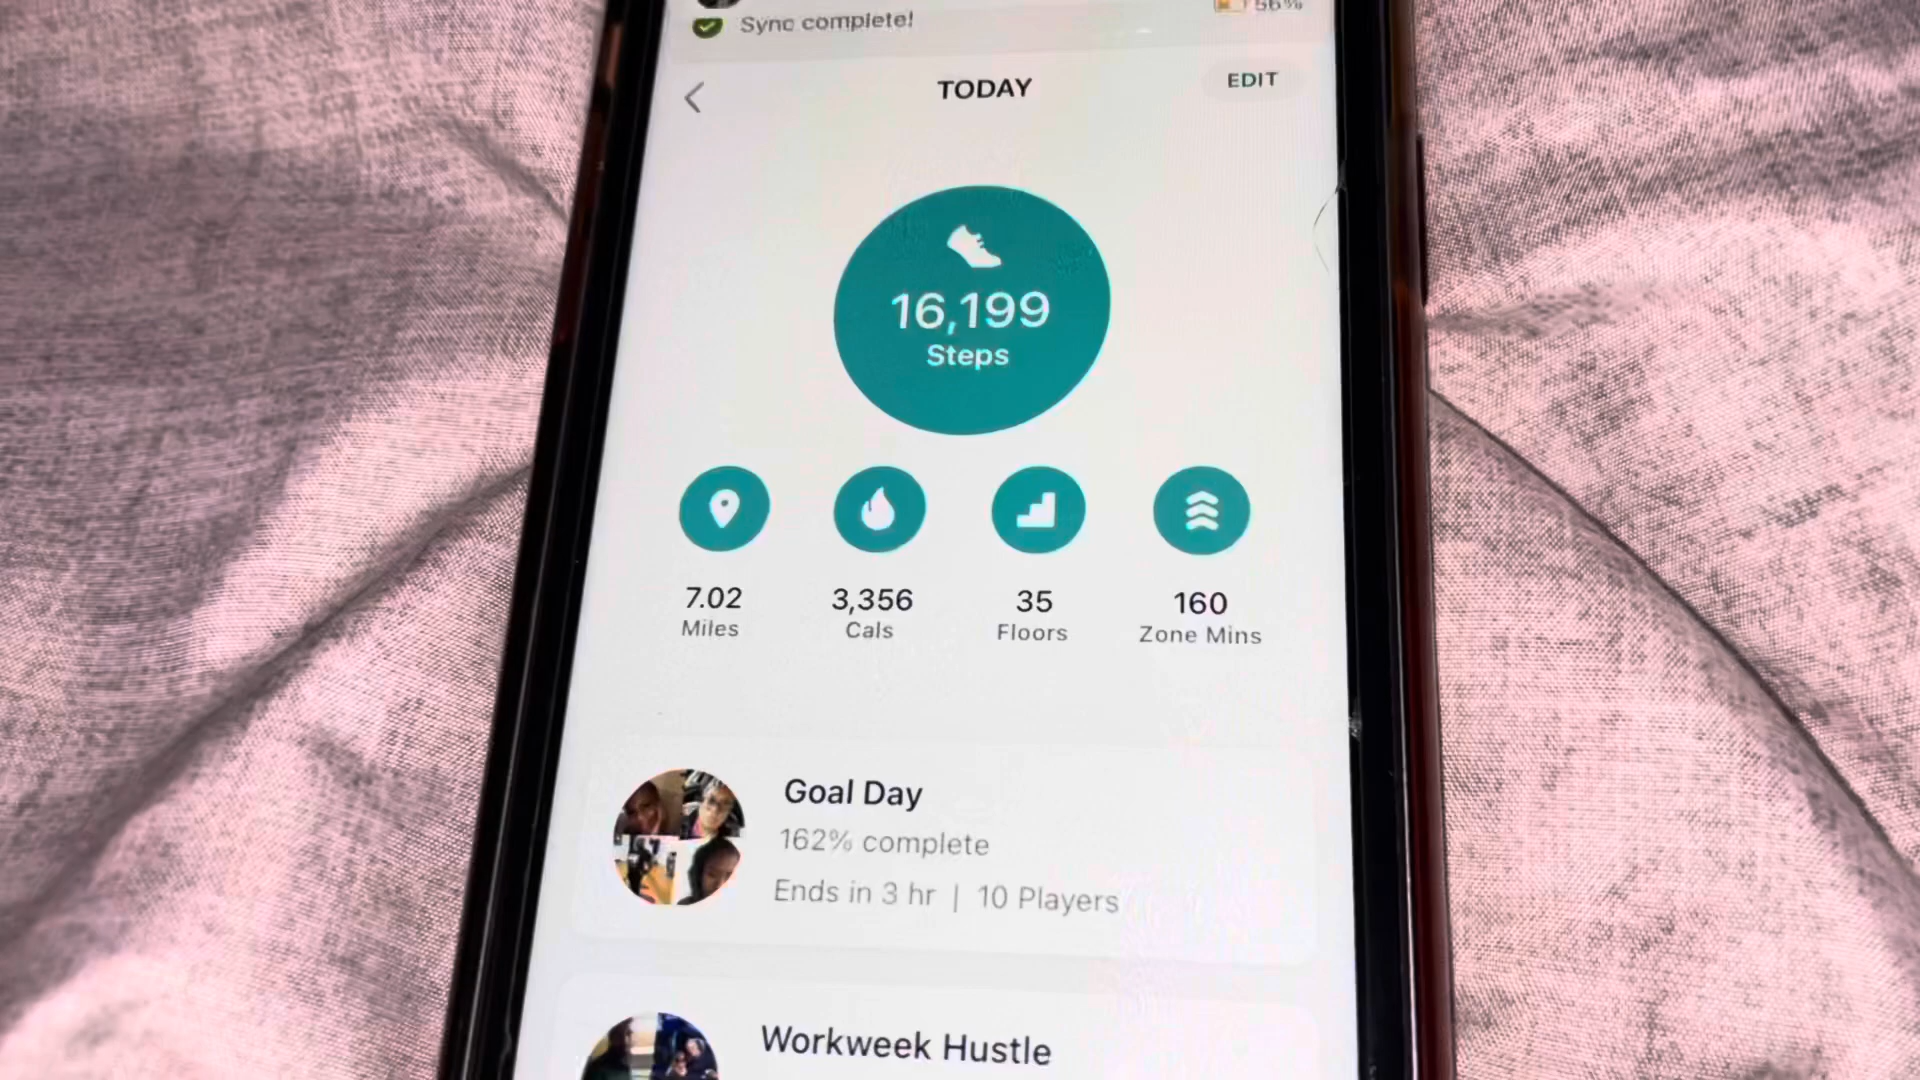 Sync complete!
56%
TODAY
EDIT
16,199
Steps
7.02
Miles
3,356
Cals
35
Floors
160
Zone Mins
Goal Day
162% complete
Ends in 3 hr | 10 Players
Workweek Hustle